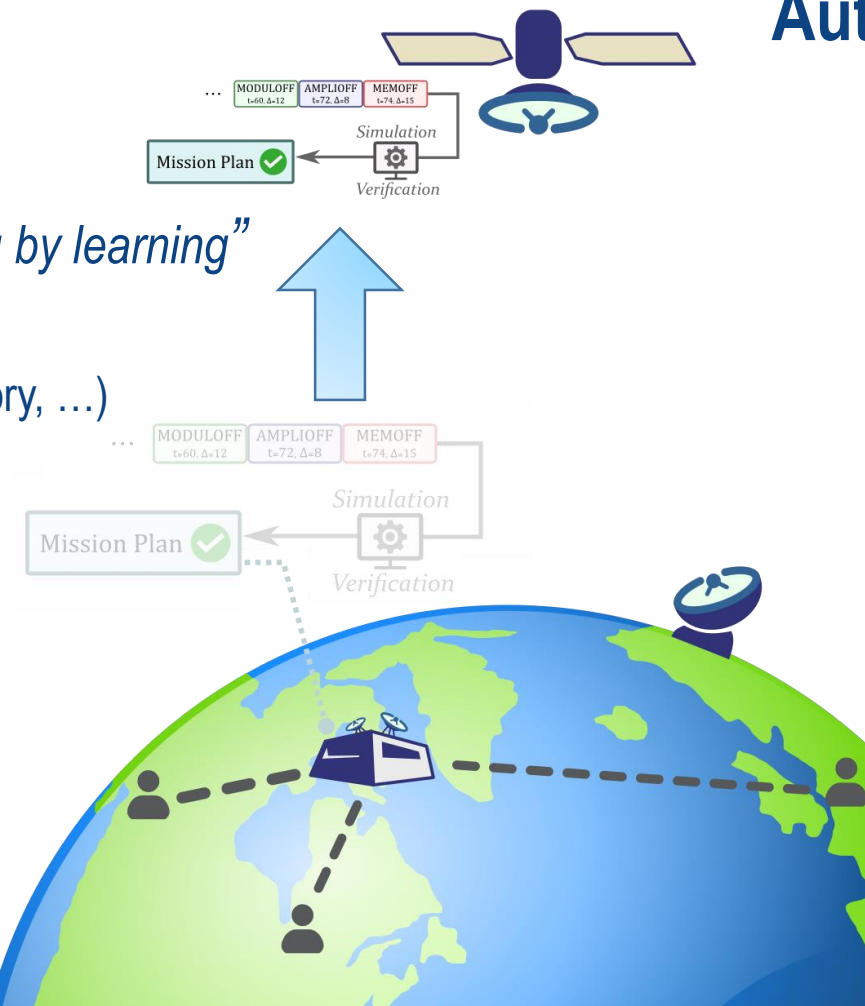 Aut
... MODULOFF AMPLIOFF MEMOFF
t=60, Δ=12 t=72, Δ=8 t=74, Δ=15
Simulation
Mission Plan
Verification
by learning”
ory, …)
... MODULOFF AMPLIOFF MEMOFF
t=60, Δ=12 t=72, Δ=8 t=74, Δ=15
Simulation
Mission Plan
Verification